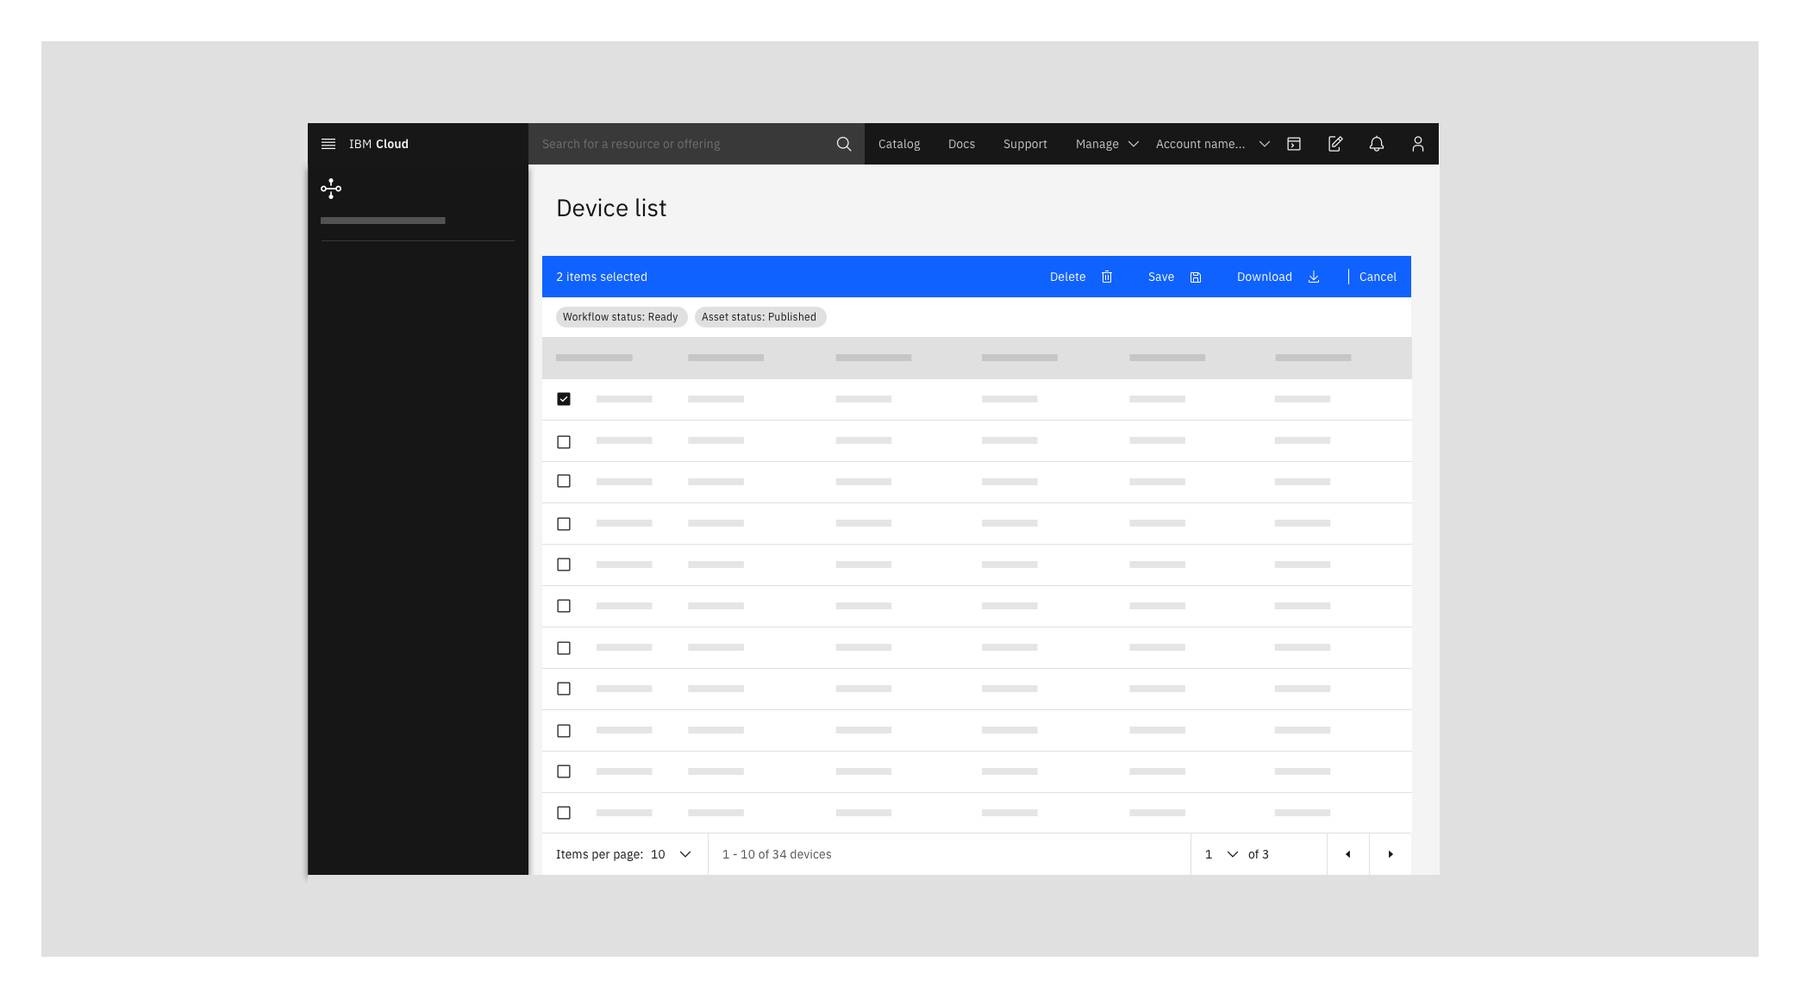 IBM Cloud
Search for a resource or offering
Catalog
Docs
Support
Manage
Account name...
Device list
2 items selected
Delete
Save
Download
Cancel
Workflow status: Ready
Asset status: Published
Items per page: 10
1 - 10 of 34 devices
1
of 3